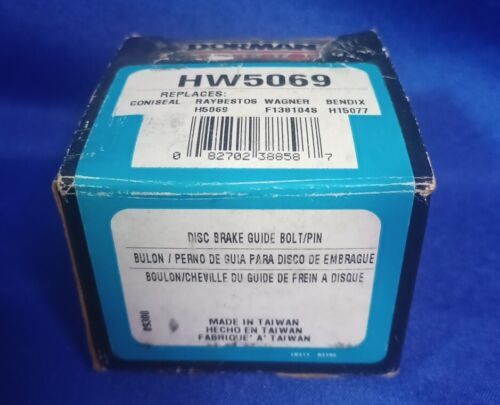 DORMAN
HW5069
REPLACES:
CONISEAL RAYBESTOS WAGNER BENDIX
H5069 F138104S H15077
0 82702 38858 7
DISC BRAKE GUIDE BOLT/PIN
BULON / PERNO DE GUIA PARA DISCO DE EMBRAGUE
BOULON/CHEVILLE DU GUIDE DE FREIN A DISQUE
MADE IN TAIWAN
HECHO EN TAIWAN
FABRIQUE' A' TAIWAN